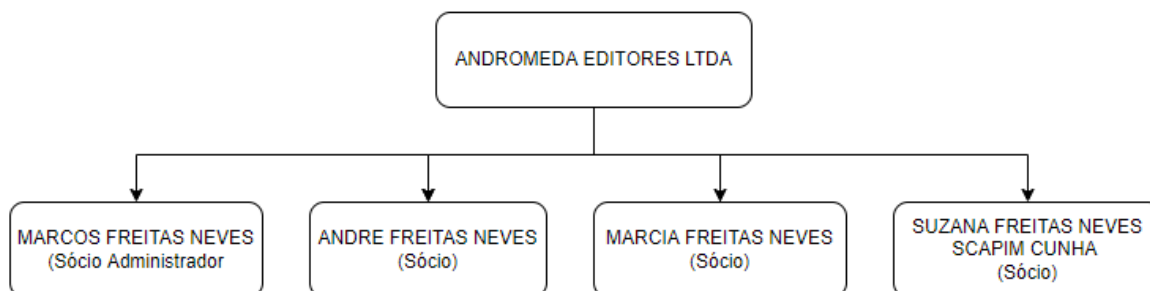 ANDROMEDA EDITORES LTDA
MARCOS FREITAS NEVES
(Sócio Administrador
ANDRE FREITAS NEVES
(Sócio)
MARCIA FREITAS NEVES
(Sócio)
SUZANA FREITAS NEVES
SCAPIM CUNHA
(Sócio)